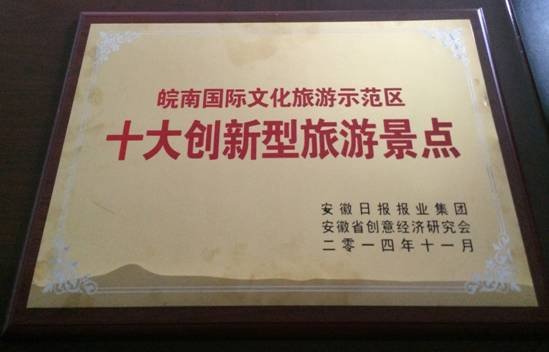 皖南国际文化旅游示范区
十大创新型旅游景点
安徽日报报业集团
安徽省创意经济研究会
二零一四年十一月